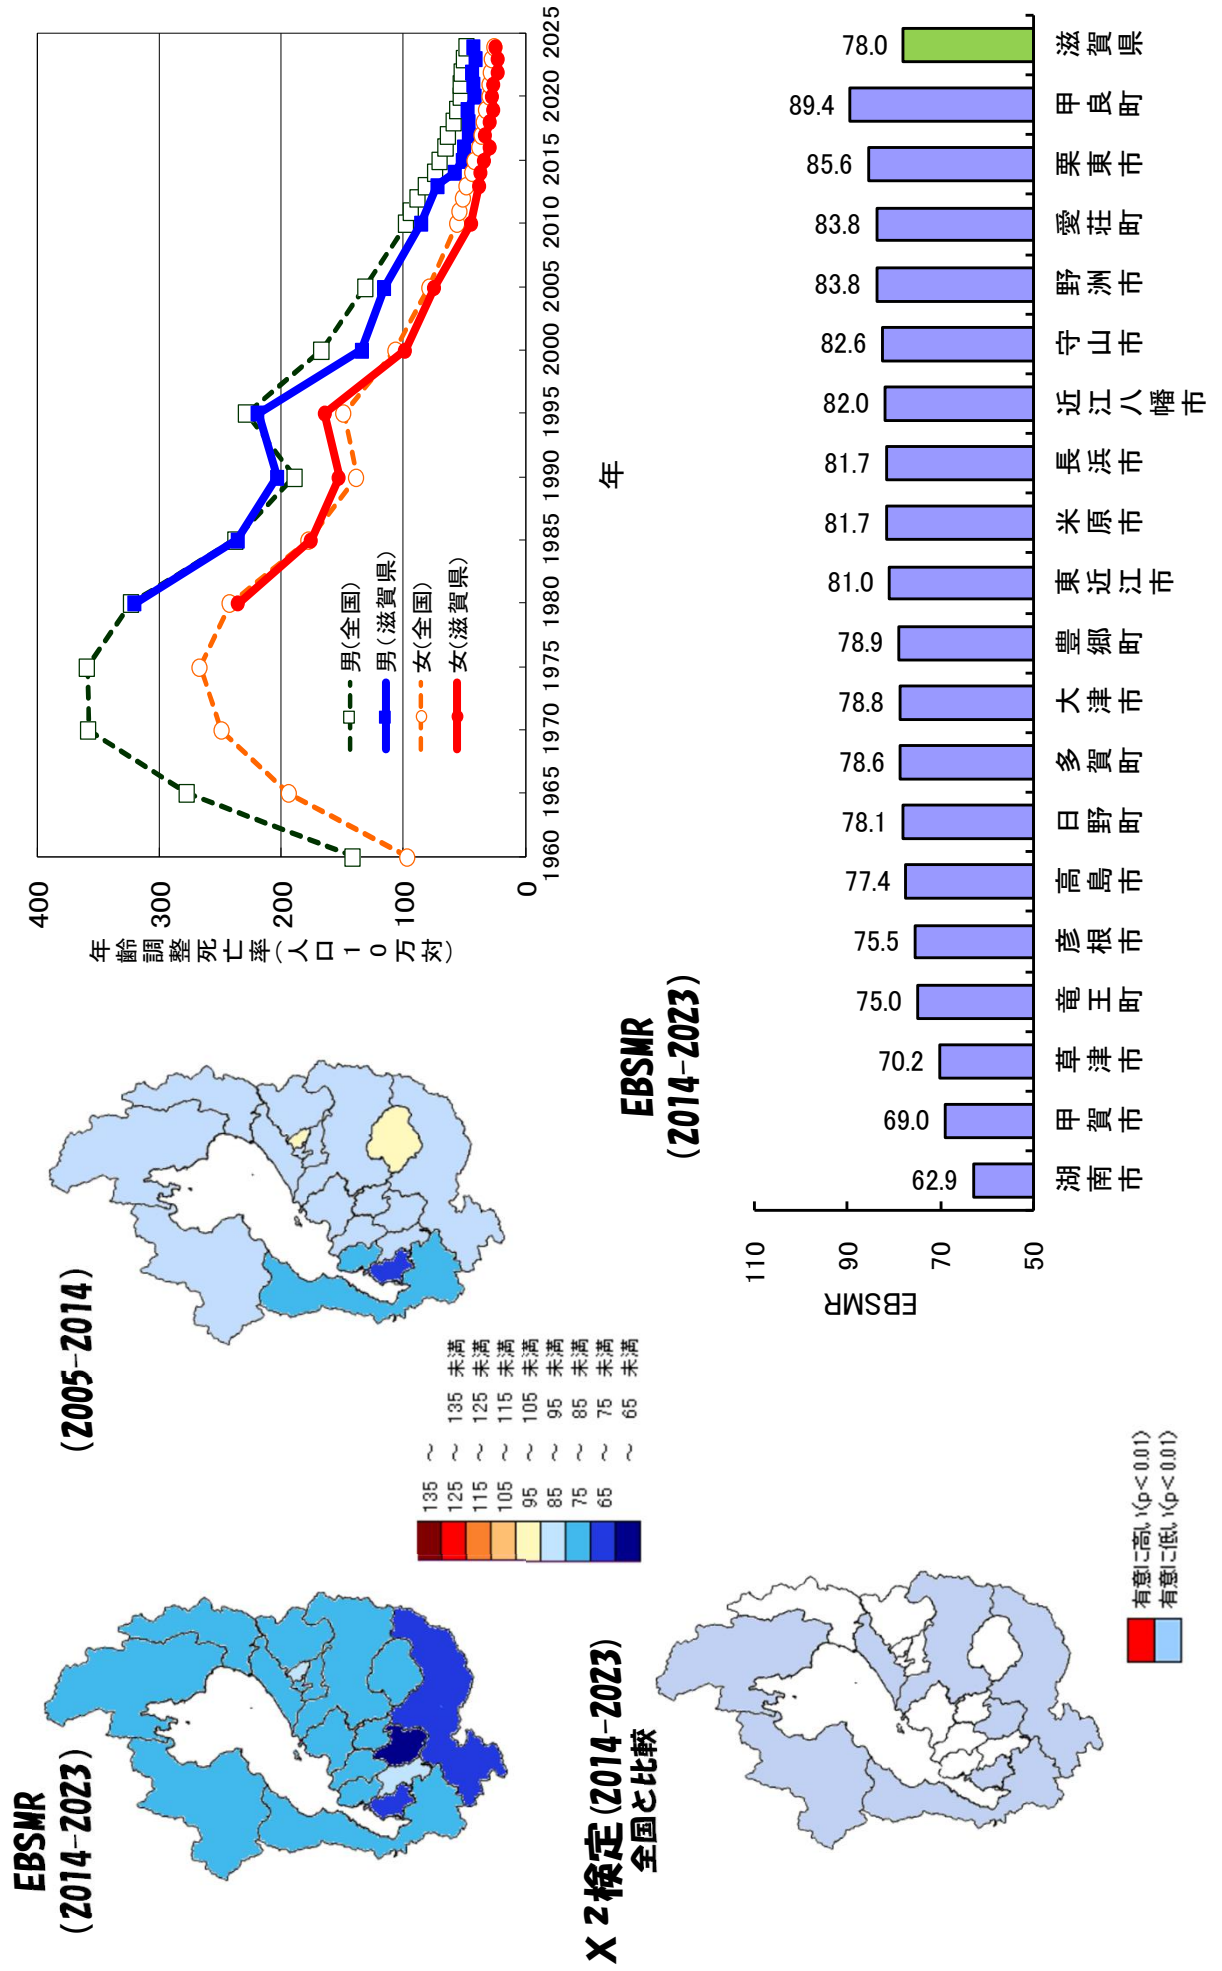 EBSMR
(2014-2023)
(2005-2014)
135 ～
125 ～ 135 未満
115 ～ 125 未満
105 ～ 115 未満
95 ～ 105 未満
85 ～ 95 未満
75 ～ 85 未満
65 ～ 75 未満
～ 65 未満
年齢調整死亡率(人口１０万対)
400
300
200
100
0
1960 1965 1970 1975 1980 1985 1990 1995 2000 2005 2010 2015 2020 2025
年
男(全国)
男(滋賀県)
女(全国)
女(滋賀県)
X²検定(2014-2023)
全国と比較
有意に高い(p＜0.01)
有意に低い(p＜0.01)
EBSMR
(2014-2023)
EBSMR
110
90
70
50
62.9 69.0 70.2 75.0 75.5 77.4 78.1 78.6 78.8 78.9 81.0 81.7 81.7 82.0 82.6 83.8 83.8 85.6 89.4 78.0
湖南市 甲賀市 草津市 竜王町 彦根市 高島市 日野町 多賀町 大津市 豊郷町 東近江市 米原市 長浜市 近江八幡市 守山市 野洲市 愛荘町 栗東市 甲良町 滋賀県